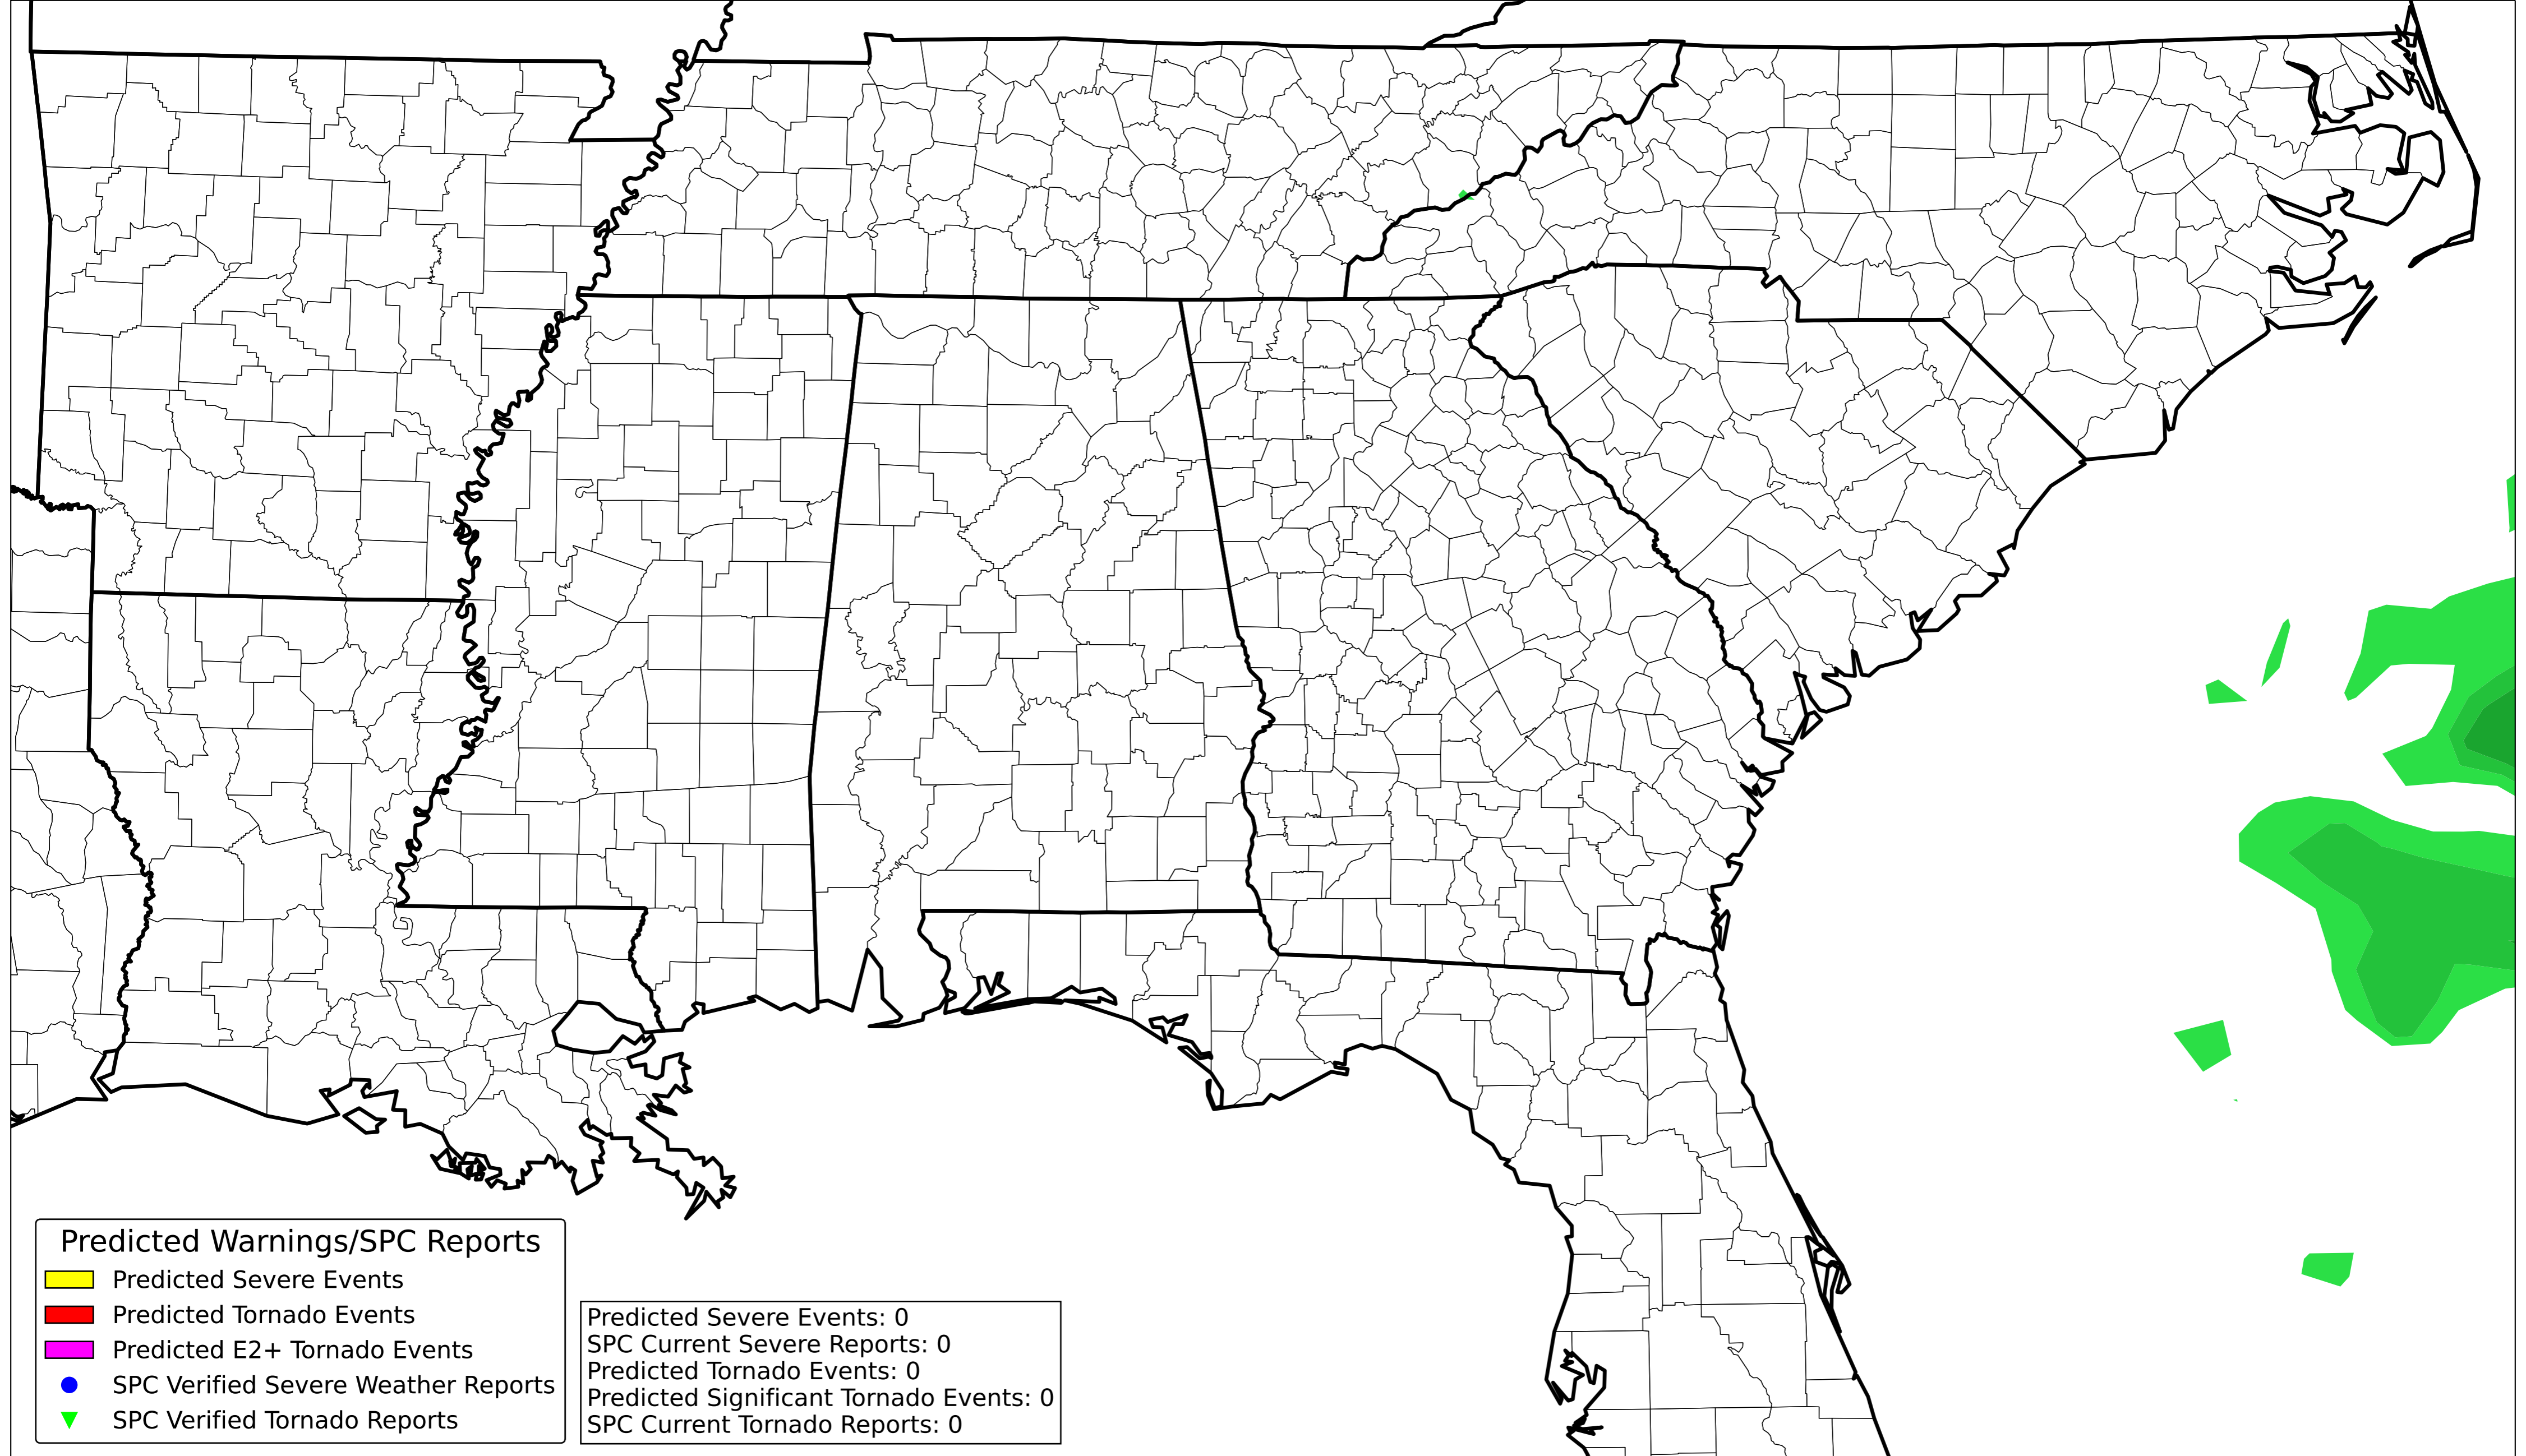 Predicted Warnings/SPC Reports
Predicted Severe Events
Predicted Tornado Events
Predicted E2+ Tornado Events
SPC Verified Severe Weather Reports
SPC Verified Tornado Reports
Predicted Severe Events: 0
SPC Current Severe Reports: 0
Predicted Tornado Events: 0
Predicted Significant Tornado Events: 0
SPC Current Tornado Reports: 0